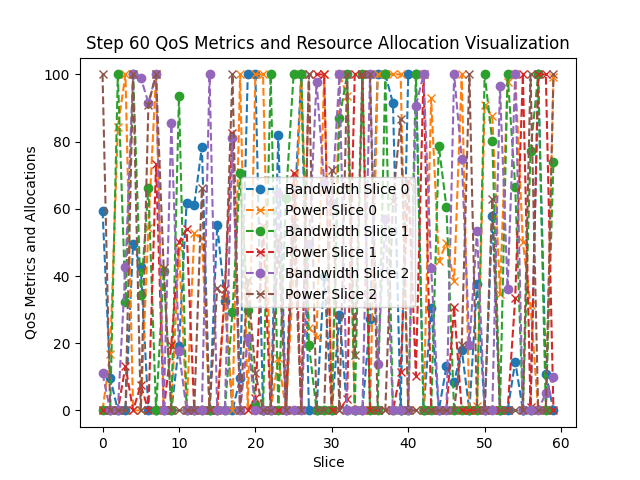 Step 60 QoS Metrics and Resource Allocation Visualization
QoS Metrics and Allocations
100
80
60
40
20
0
Bandwidth Slice 0
Power Slice 0
Bandwidth Slice 1
Power Slice 1
Bandwidth Slice 2
Power Slice 2
0 10 20 30 40 50 60
Slice